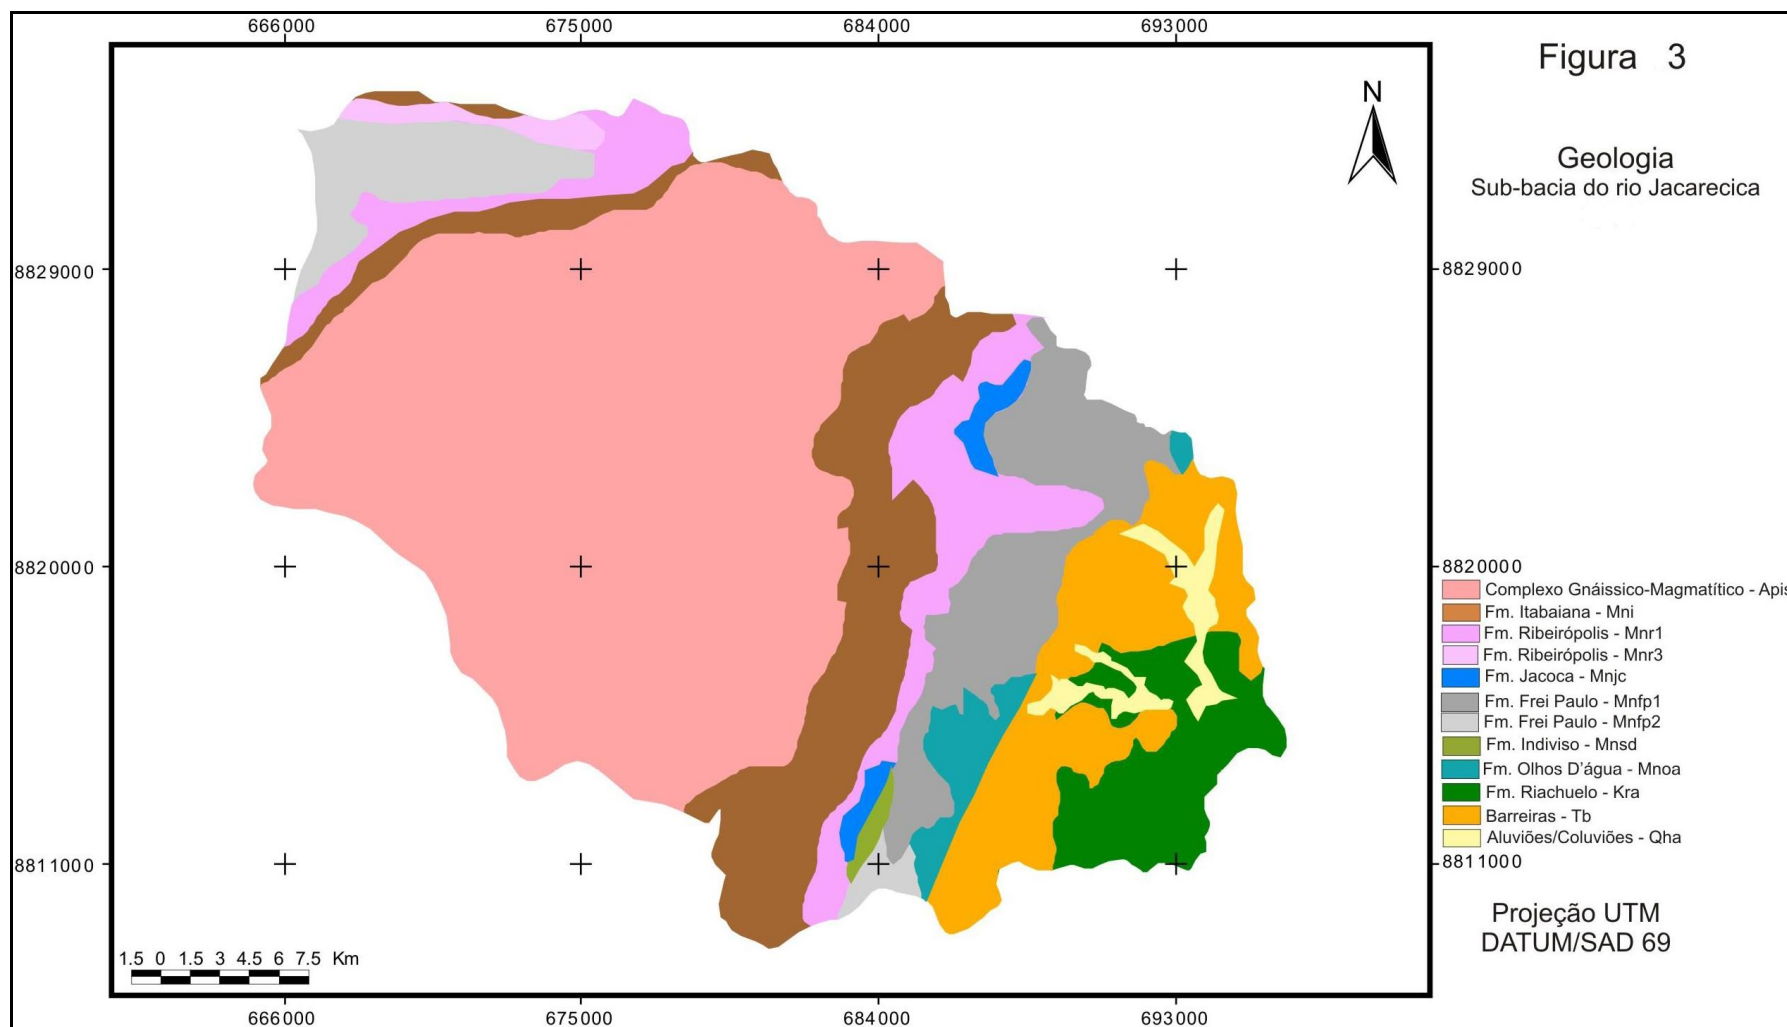 666000 675000 684000 693000
Figura 3
N
Geologia
Sub-bacia do rio Jacarecica
8829000 8829000
8820000 8820000
Complexo Gnáissico-Magmatítico - Apis
Fm. Itabaiana - Mni
Fm. Ribeirópolis - Mnr1
Fm. Ribeirópolis - Mnr3
Fm. Jacoca - Mnjc
Fm. Frei Paulo - Mnfp1
Fm. Frei Paulo - Mnfp2
Fm. Indiviso - Mnsd
Fm. Olhos D'água - Mnoa
Fm. Riachuelo - Kra
Barreiras - Tb
Aluviões/Coluviões - Qha
8811000 8811000
Projeção UTM
DATUM/SAD 69
1.5 0 1.5 3 4.5 6 7.5 Km
666000 675000 684000 693000